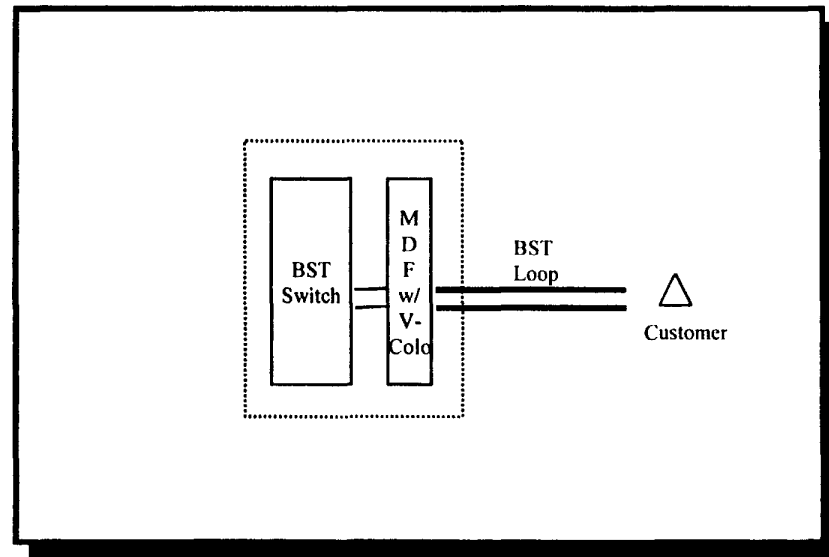 BST
Switch
M
D
F
w/
V-
Colo
BST
Loop
Customer